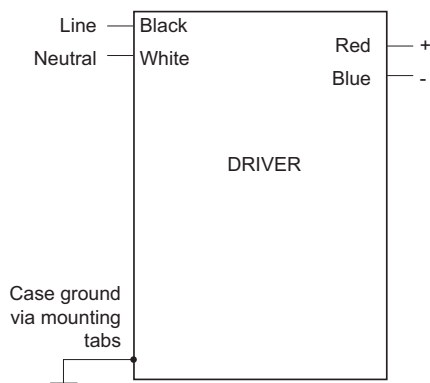 Line Black
Neutral White
Red +
Blue -
DRIVER
Case ground
via mounting
tabs